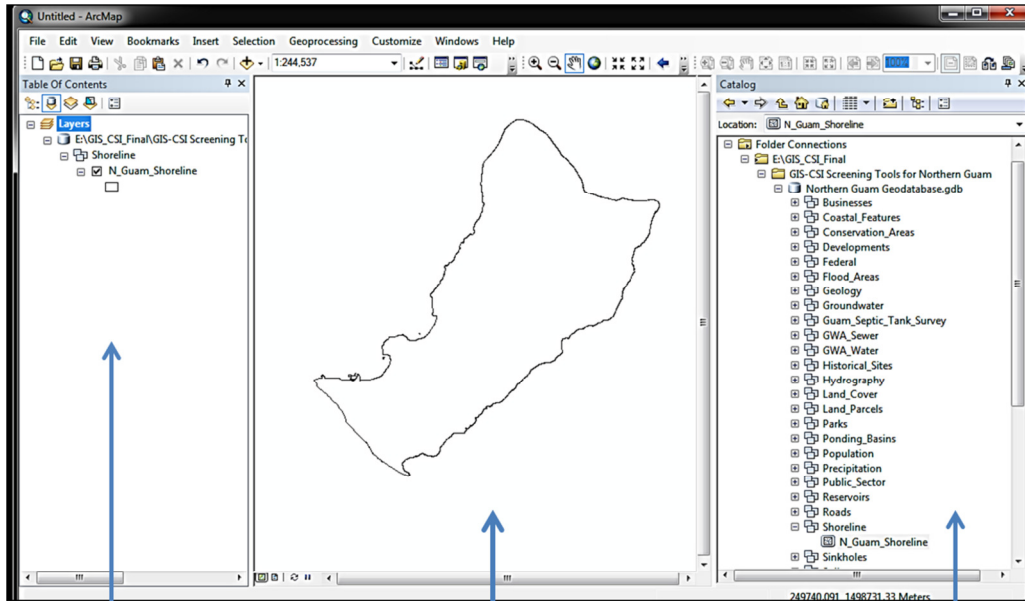 Untitled - ArcMap
File Edit View Bookmarks Insert Selection Geoprocessing Customize Windows Help
1:244,537
Table Of Contents
Layers
E:\GIS_CSI_Final\GIS-CSI Screening To
Shoreline
N_Guam_Shoreline
Catalog
Location: N_Guam_Shoreline
Folder Connections
E:\GIS_CSI_Final
GIS-CSI Screening Tools for Northern Guam
Northern Guam Geodatabase.gdb
Businesses
Coastal_Features
Conservation_Areas
Developments
Federal
Flood_Areas
Geology
Groundwater
Guam_Septic_Tank_Survey
GWA_Sewer
GWA_Water
Historical_Sites
Hydrography
Land_Cover
Land_Parcels
Parks
Ponding_Basins
Population
Precipitation
Public_Sector
Reservoirs
Roads
Shoreline
N_Guam_Shoreline
Sinkholes
249740.091 1498731.33 Meters